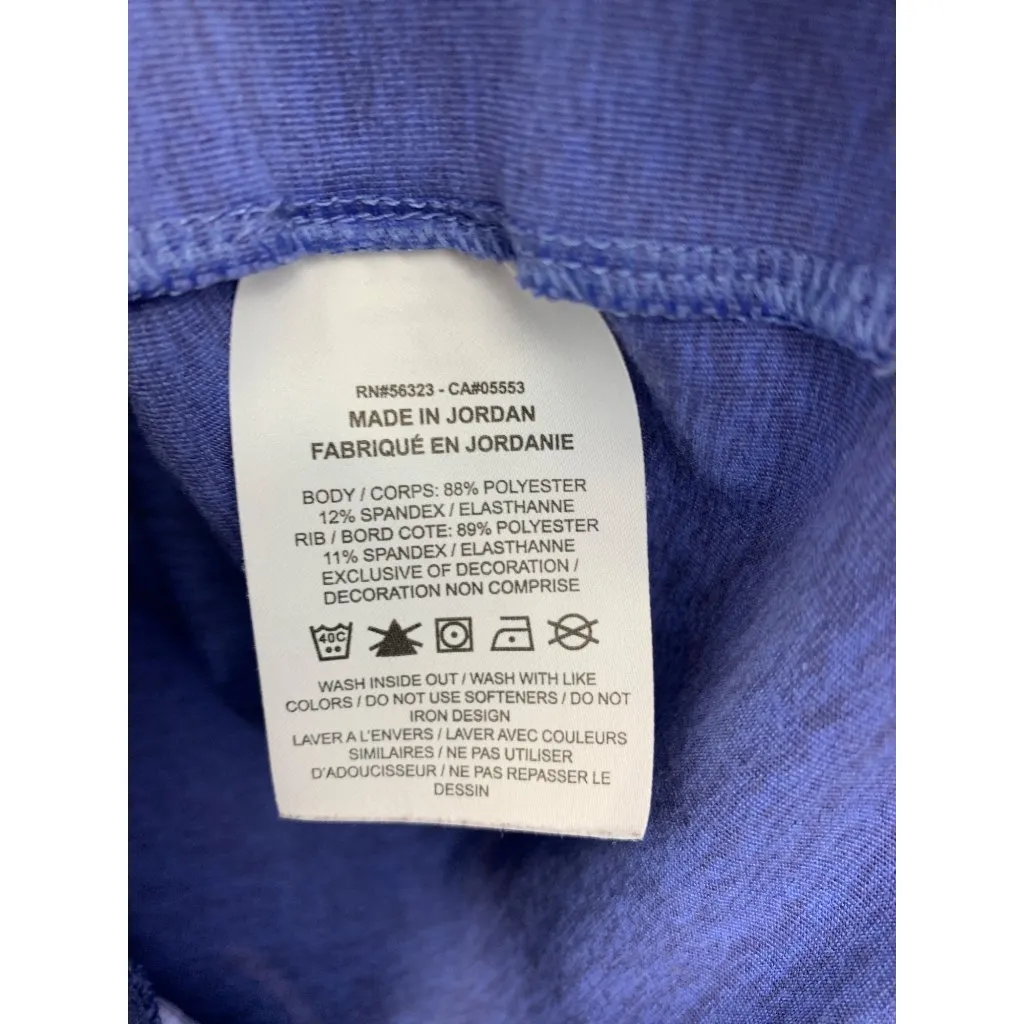 RN#56323 - CA#05553
MADE IN JORDAN
FABRIQUÉ EN JORDANIE
BODY / CORPS: 88% POLYESTER
12% SPANDEX / ELASTHANNE
RIB / BORD COTE: 89% POLYESTER
11% SPANDEX / ELASTHANNE
EXCLUSIVE OF DECORATION /
DECORATION NON COMPRISE
40C
WASH INSIDE OUT / WASH WITH LIKE
COLORS / DO NOT USE SOFTENERS / DO NOT
IRON DESIGN
LAVER A L'ENVERS / LAVER AVEC COULEURS
SIMILAIRES / NE PAS UTILISER
D'ADOUCISSEUR / NE PAS REPASSER LE
DESSIN